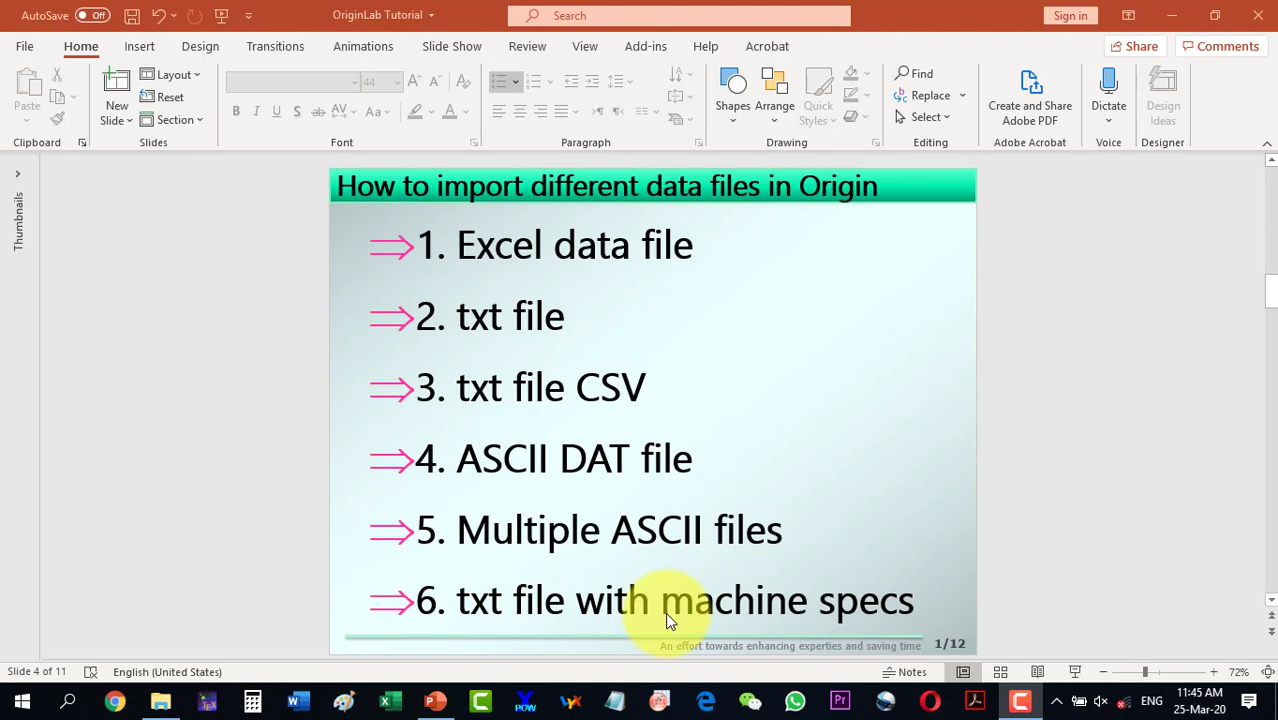 AutoSave Off OriginLab Tutorial Search Sign in
File Home Insert Design Transitions Animations Slide Show Review View Add-ins Help Acrobat Share Comments
Paste
New Slide
Layout
Reset
Section
44
Shapes
Arrange
Quick Styles
Find
Replace
Select
Create and Share Adobe PDF
Dictate
Design Ideas
Clipboard Slides Font Paragraph Drawing Editing Adobe Acrobat Voice Designer
Thumbnails
How to import different data files in Origin
1. Excel data file
2. txt file
3. txt file CSV
4. ASCII DAT file
5. Multiple ASCII files
6. txt file with machine specs
An effort towards enhancing experties and saving time 1/12
Slide 4 of 11 English (United States) Notes 72%
ENG
11:45 AM
25-Mar-20